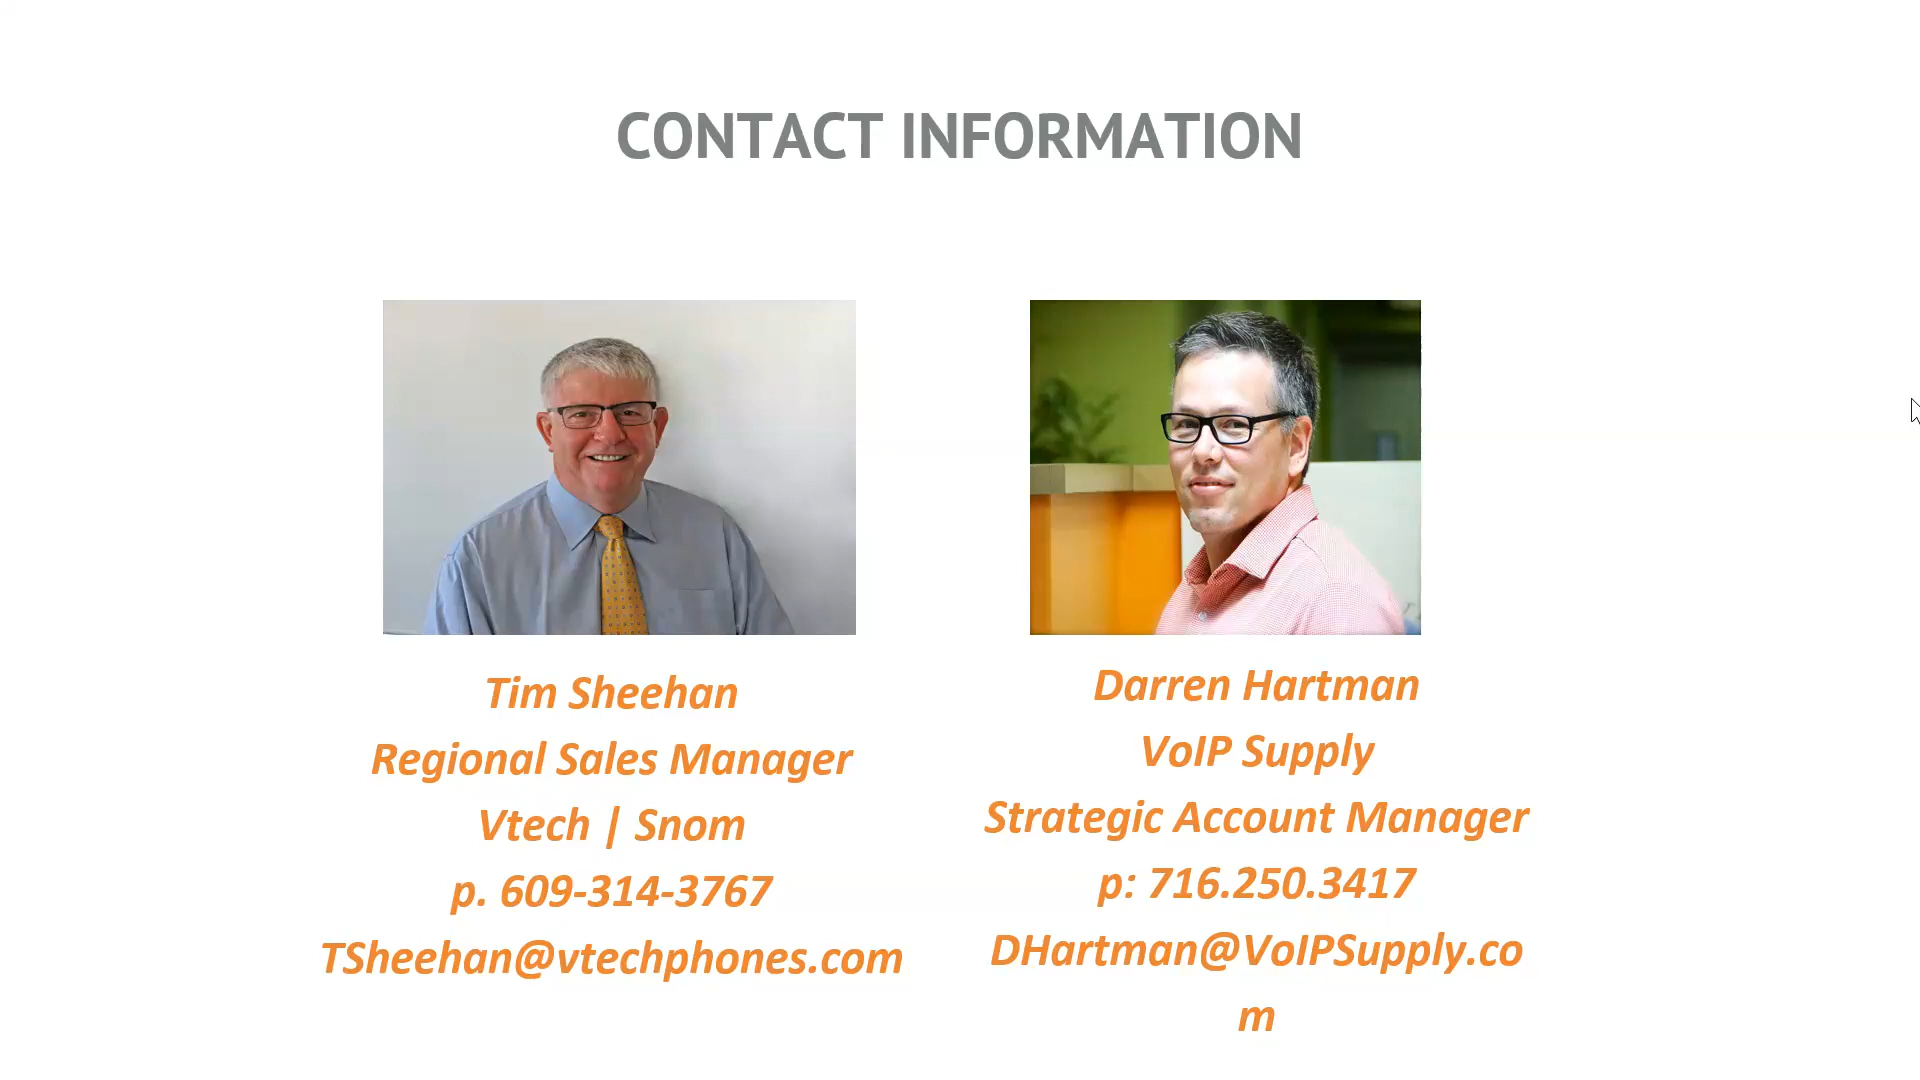 CONTACT INFORMATION
Tim Sheehan
Regional Sales Manager
Vtech | Snom
p. 609-314-3767
TSheehan@vtechphones.com
Darren Hartman
VoIP Supply
Strategic Account Manager
p: 716.250.3417
DHartman@VoIPSupply.co
m